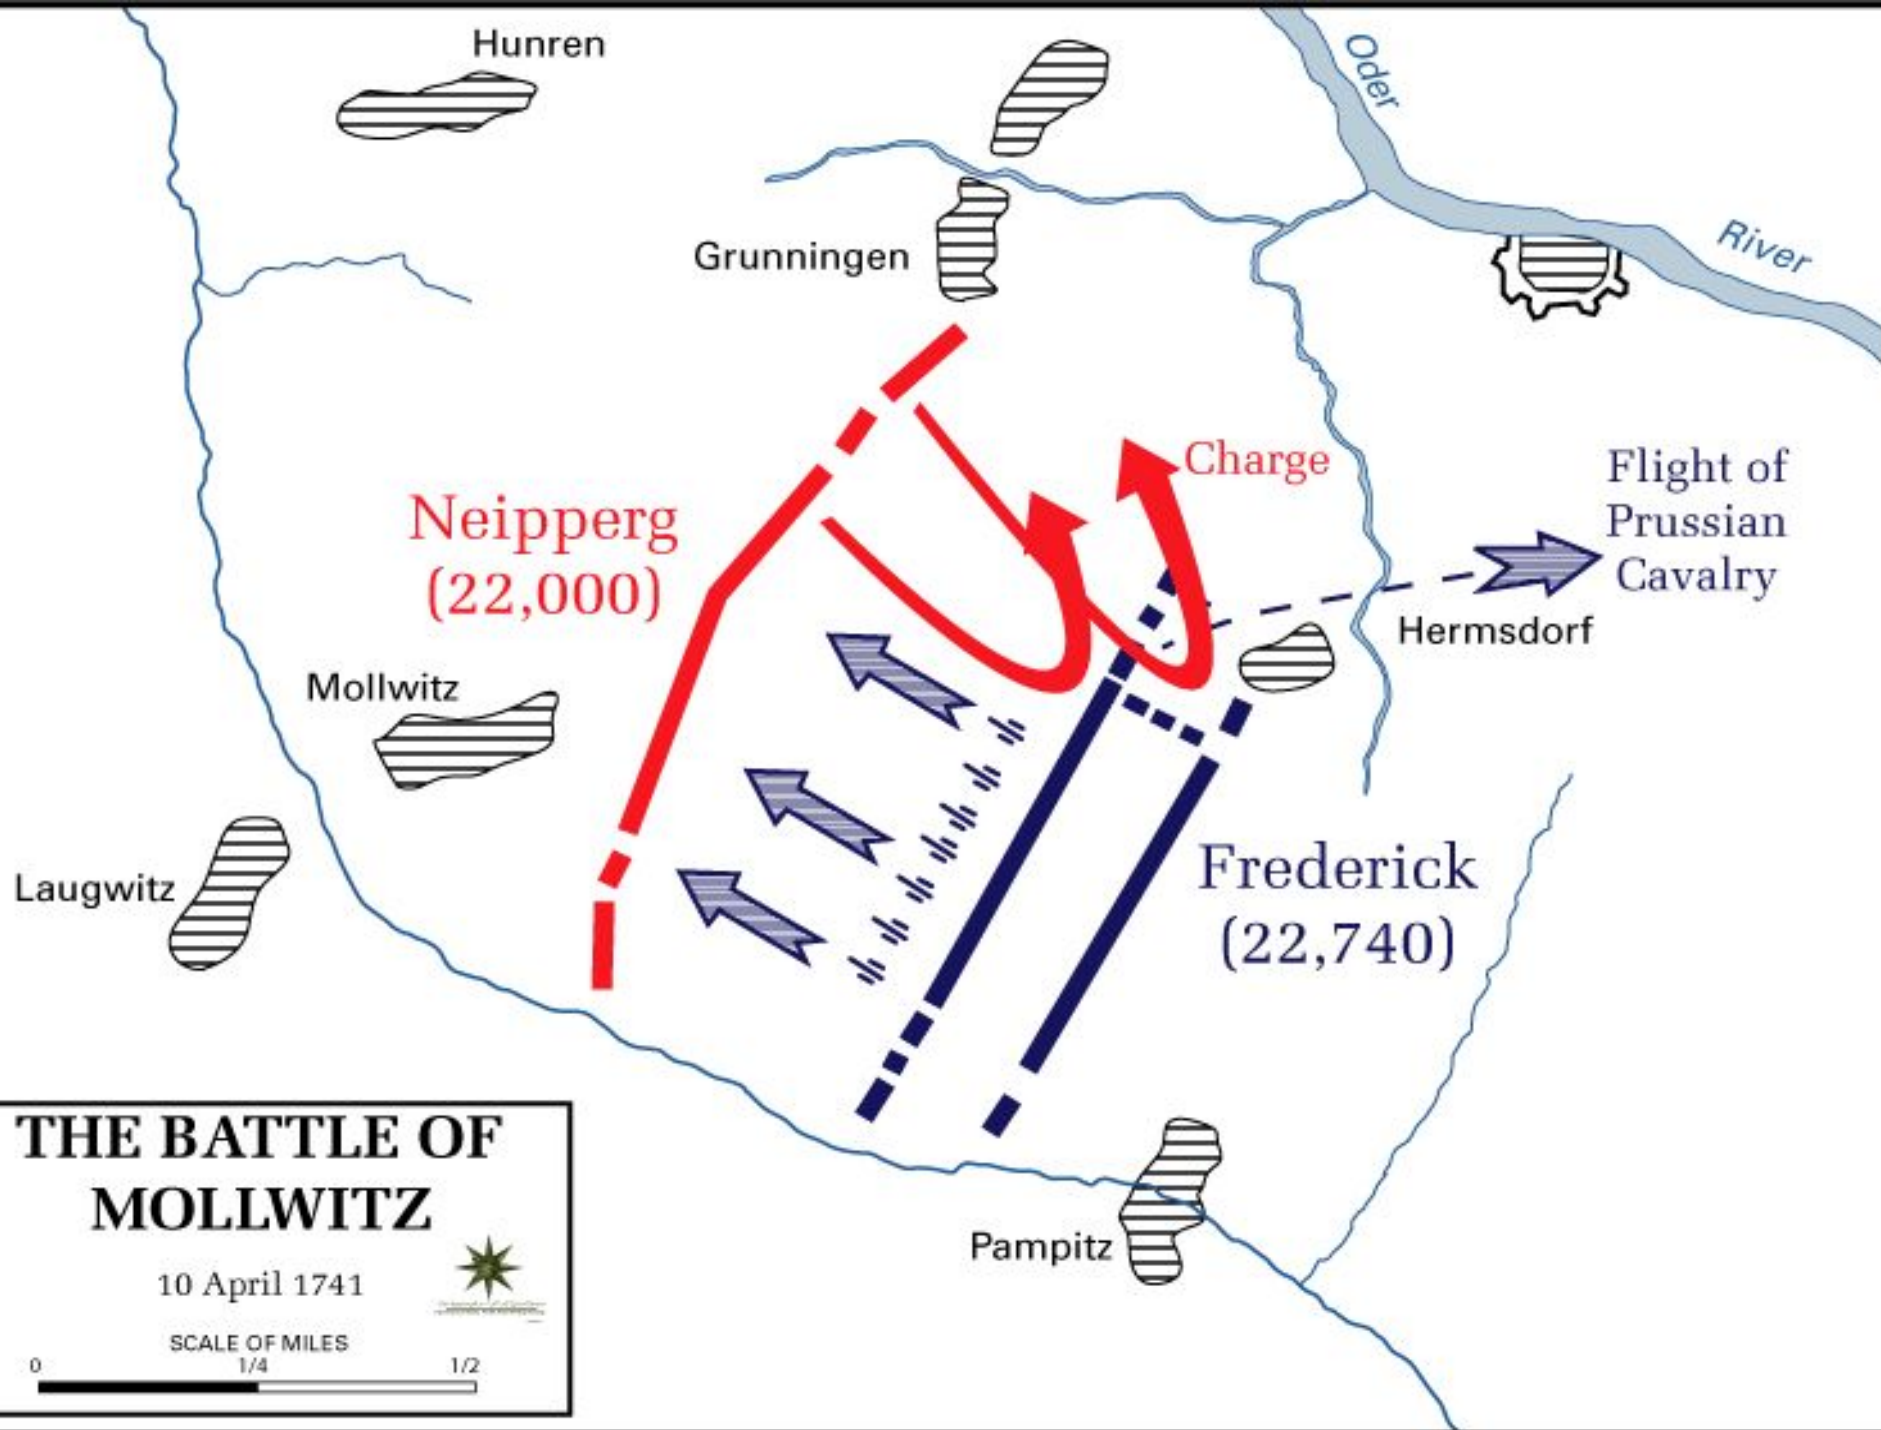 Hunren
Oder
River
Grunningen
Charge
Flight of
Prussian
Cavalry
Neipperg
(22,000)
Hermsdorf
Mollwitz
Laugwitz
Frederick
(22,740)
Pampitz
THE BATTLE OF
MOLLWITZ
10 April 1741
SCALE OF MILES
0 1/4 1/2